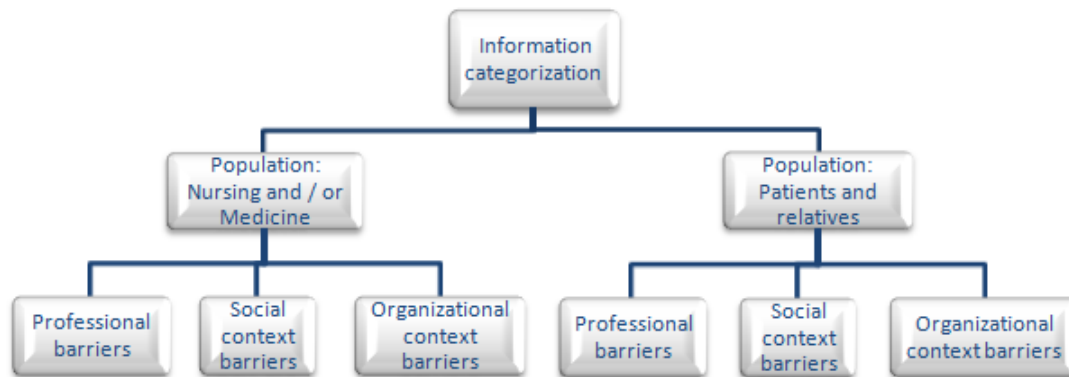 Information
categorization
Population:
Nursing and / or
Medicine
Population:
Patients and
relatives
Professional
barriers
Social
context
barriers
Organizational
context
barriers
Professional
barriers
Social
context
barriers
Organizational
context barriers